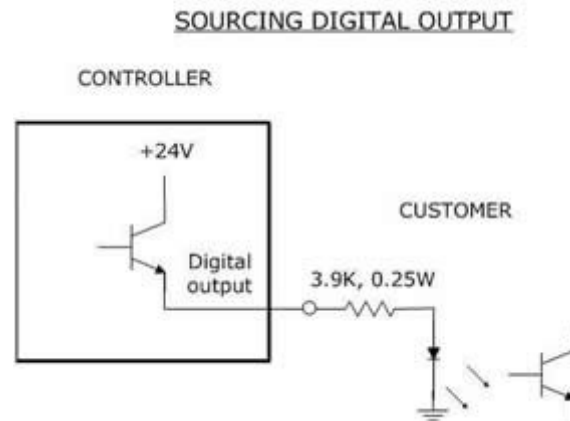 SOURCING DIGITAL OUTPUT
CONTROLLER
+24V
CUSTOMER
Digital
output
3.9K, 0.25W